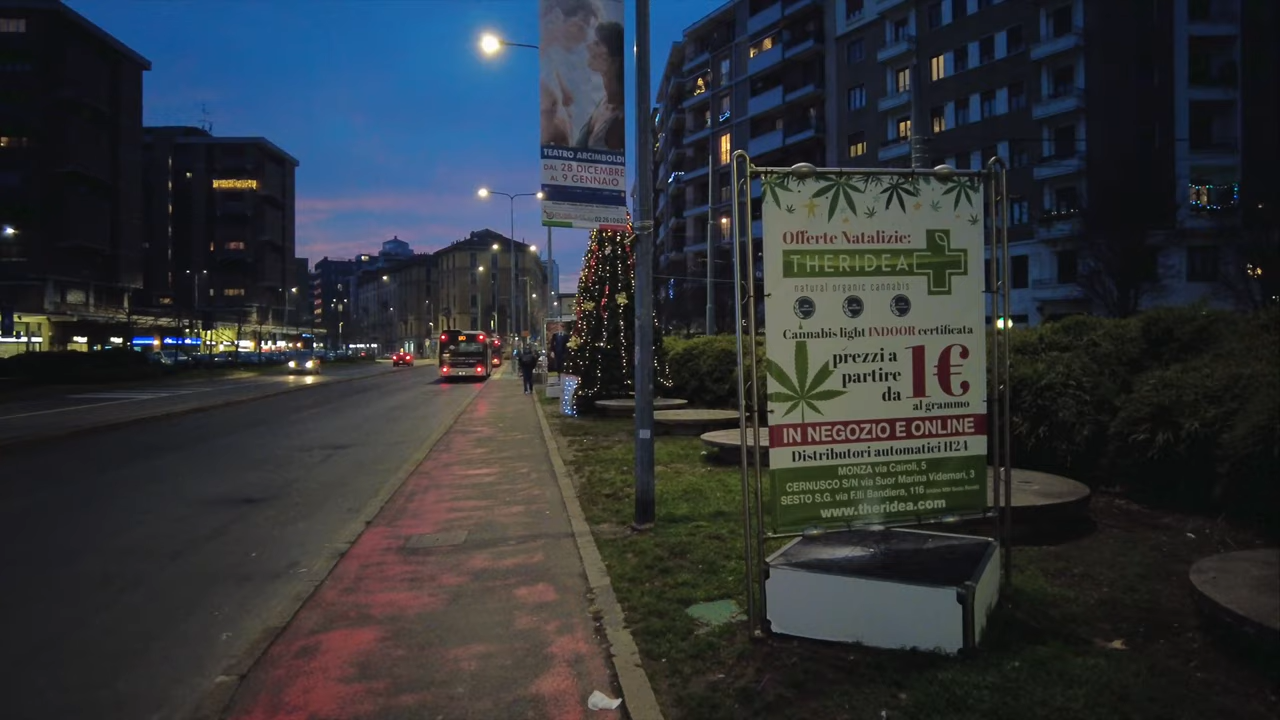 TEATRO ARCIMBOLDI
DAL 28 DICEMBRE
AL 9 GENNAIO
Offerte Natalizie:
THERIDEA
natural organic cannabis
Cannabis light INDOOR certificata
prezzi a
partire
da 1€
al grammo
IN NEGOZIO E ONLINE
Distributori automatici H24
MONZA via Cairoli, 5
CERNUSCO S/N via Suor Marina Videmari, 3
SESTO S.G. via F.lli Bandiera, 116
www.theridea.com